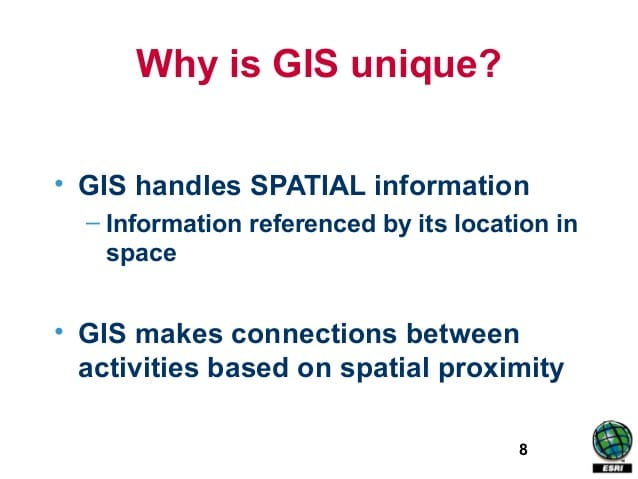 Why is GIS unique?
• GIS handles SPATIAL information
– Information referenced by its location in
space
• GIS makes connections between
activities based on spatial proximity
8
ESRI